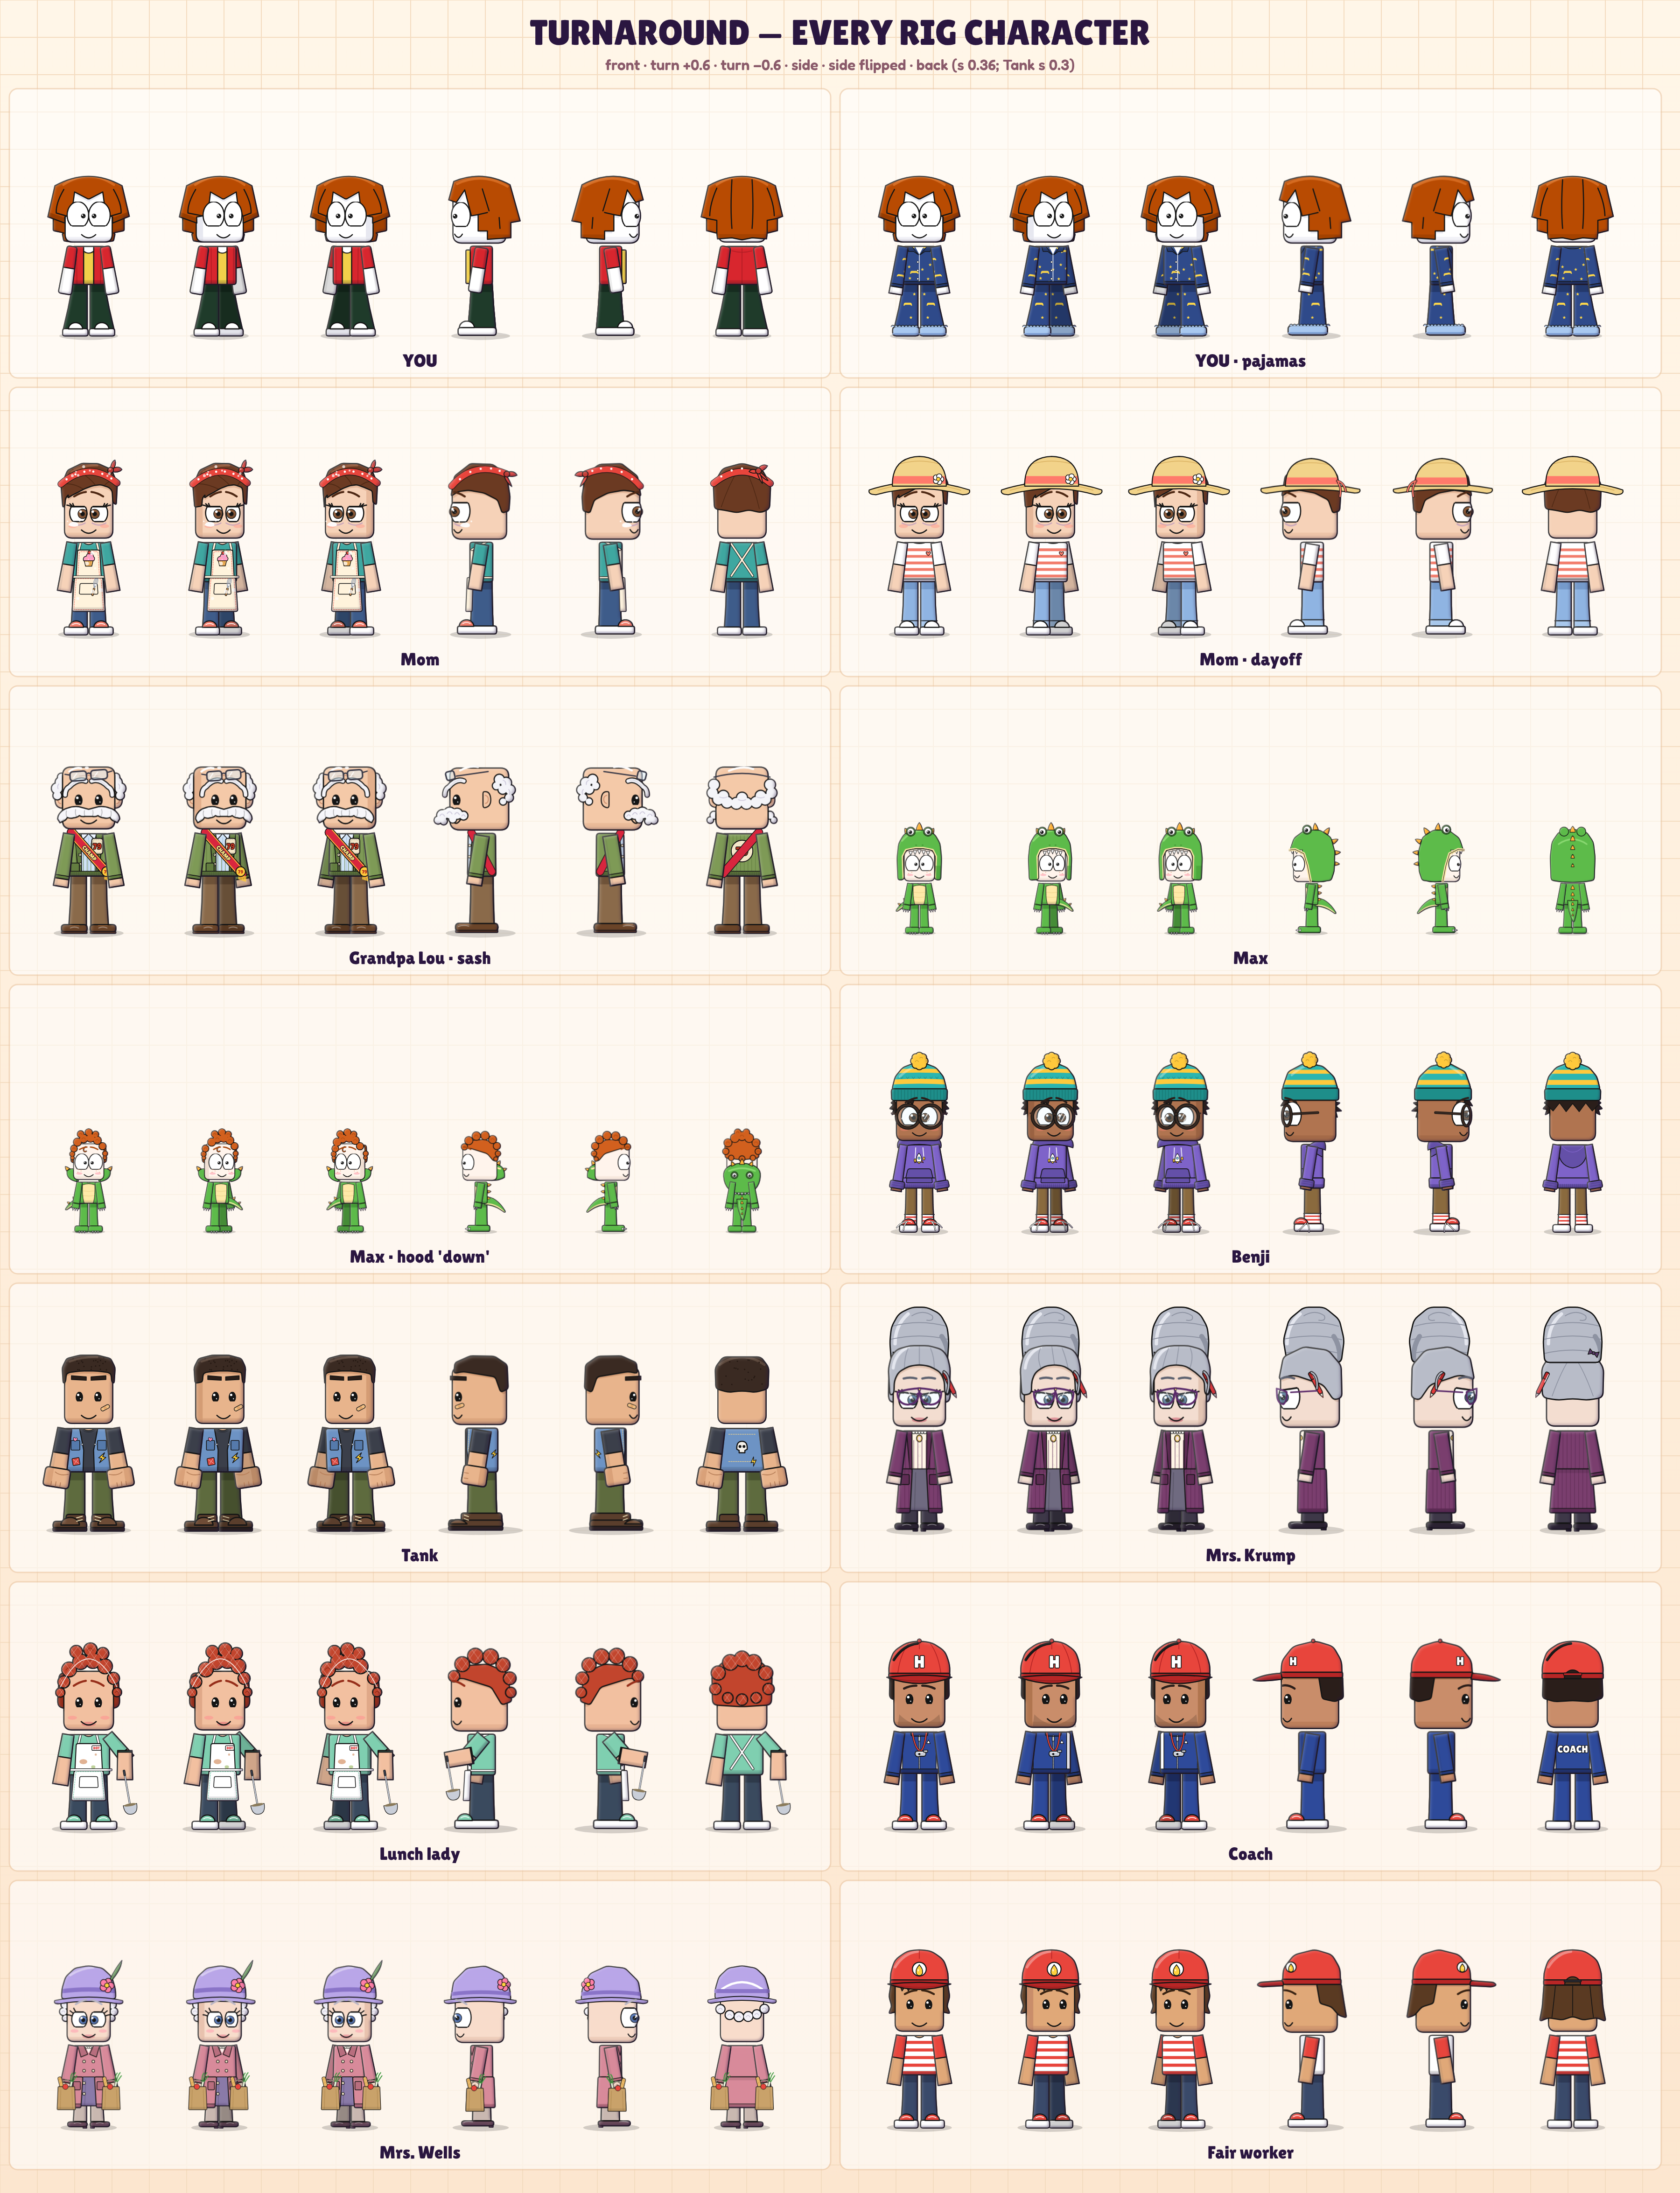 TURNAROUND — EVERY RIG CHARACTER
front · turn +0.6 · turn −0.6 · side · side flipped · back (s 0.36; Tank s 0.3)
YOU
YOU · pajamas
Mom
Mom · dayoff
Grandpa Lou · sash
Max
Max · hood 'down'
Benji
Tank
Mrs. Krump
H
H
H
H
H
COACH
Lunch lady
Coach
Mrs. Wells
Fair worker